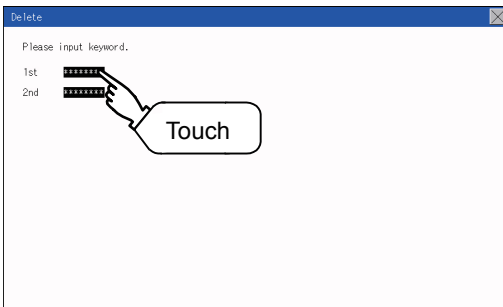 Delete
Please input keyword.
1st ********
2nd ********
Touch